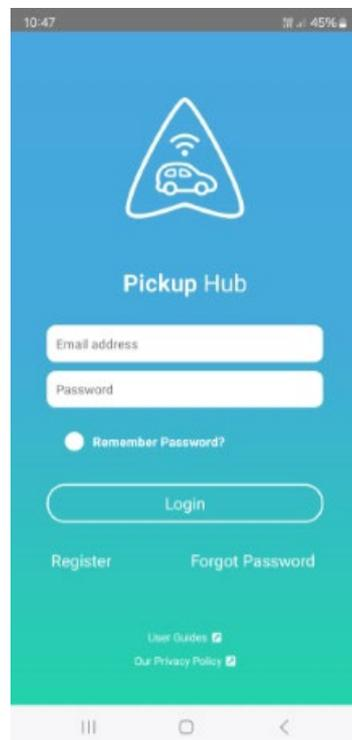 10:47 45%
Pickup Hub
Email address
Password
Remember Password?
Login
Register Forgot Password
User Guides
Our Privacy Policy